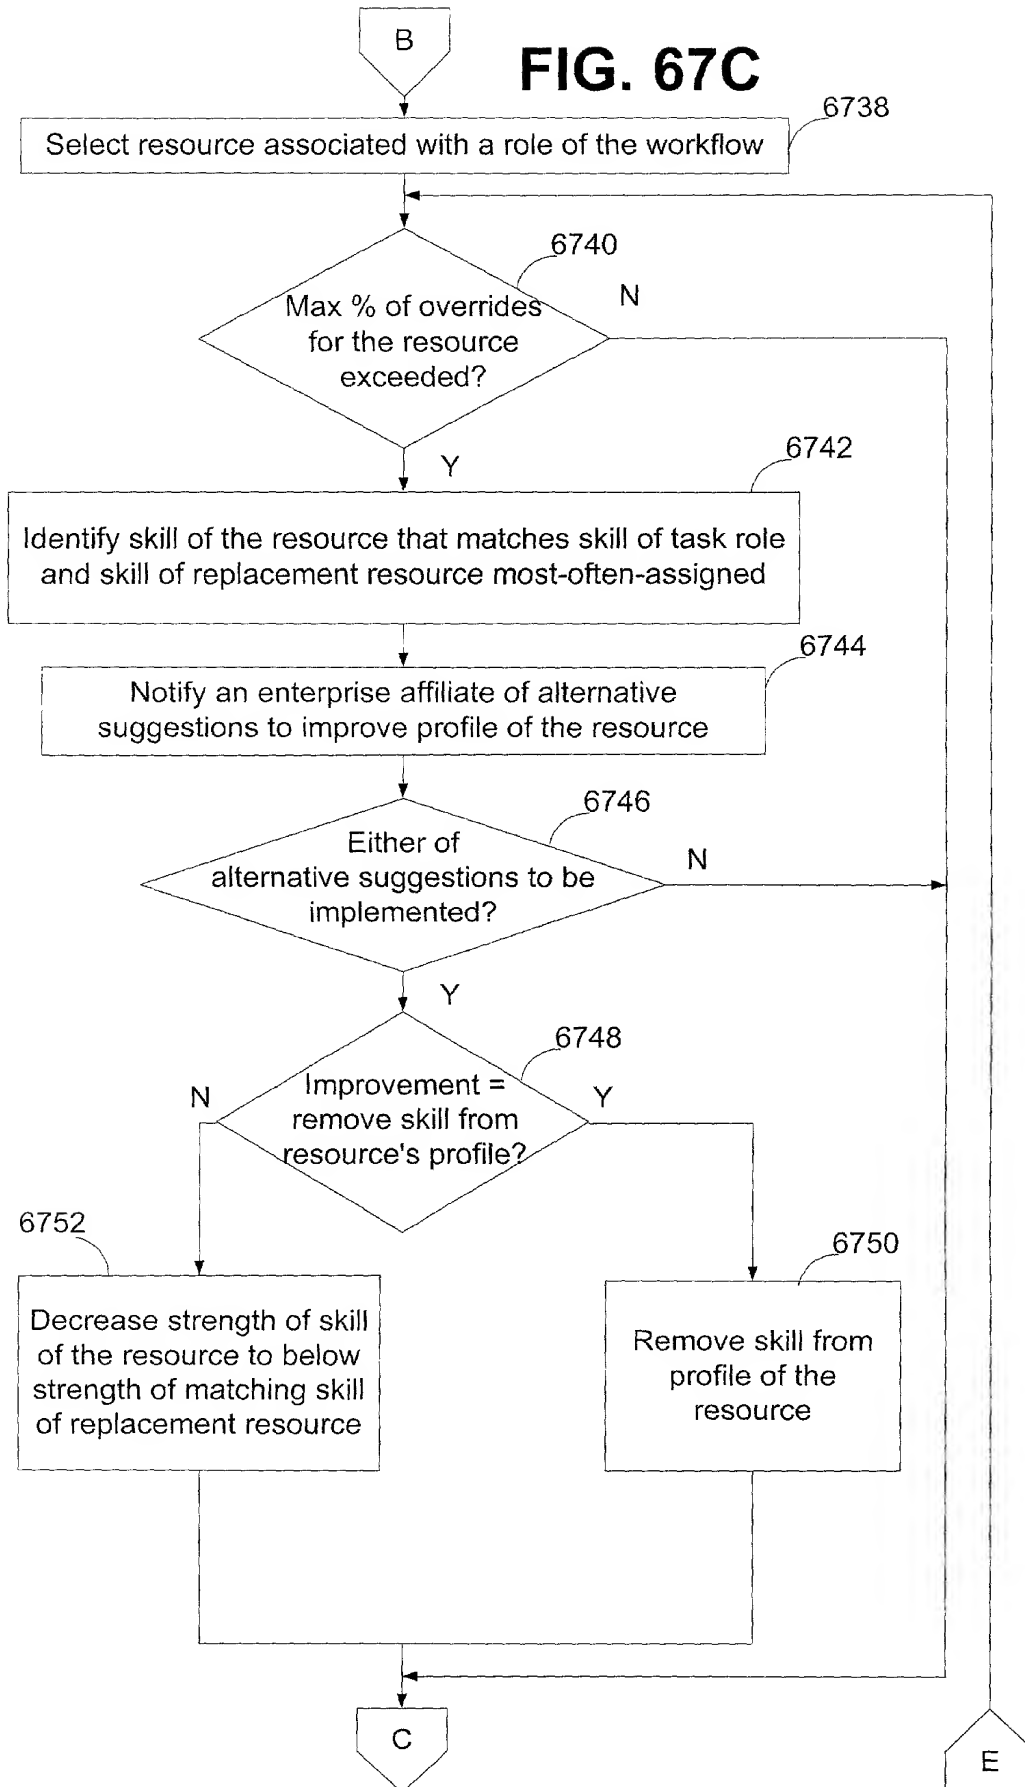 B
FIG. 67C
6738
Select resource associated with a role of the workflow
6740
Max % of overrides
for the resource
exceeded?
N
Y
6742
Identify skill of the resource that matches skill of task role
and skill of replacement resource most-often-assigned
6744
Notify an enterprise affiliate of alternative
suggestions to improve profile of the resource
6746
Either of
alternative suggestions to be
implemented?
N
Y
6748
Improvement =
remove skill from
resource's profile?
N
Y
6752
Decrease strength of skill
of the resource to below
strength of matching skill
of replacement resource
6750
Remove skill from
profile of the
resource
C
E